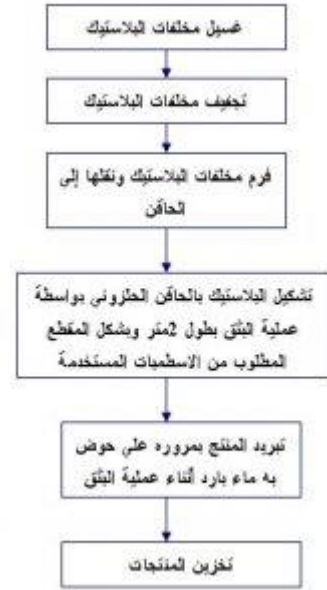 غسيل مخلفات البلاستيك
تجفيف مخلفات البلاستيك
فرم مخلفات البلاستيك ونقلها إلى
الحاقن
تشكيل البلاستيك بالحاقن الحلزونى بواسطة
عملية البثق بطول 2متر وبشكل المقطع
المطلوب من الاسطمبات المستخدمة
تبريد المنتج بمروره على حوض
به ماء بارد أثناء عملية البثق
تخزين المنتجات